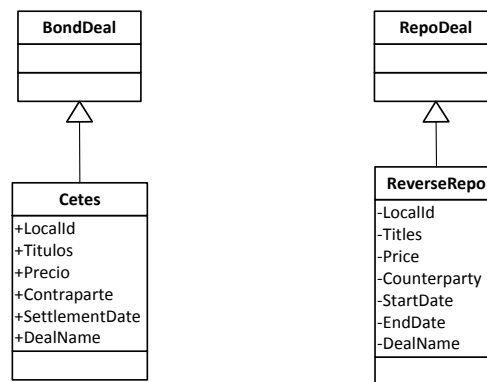 BondDeal
Cetes
+LocalId
+Titulos
+Precio
+Contraparte
+SettlementDate
+DealName
RepoDeal
ReverseRepo
-LocalId
-Titles
-Price
-Counterparty
-StartDate
-EndDate
-DealName